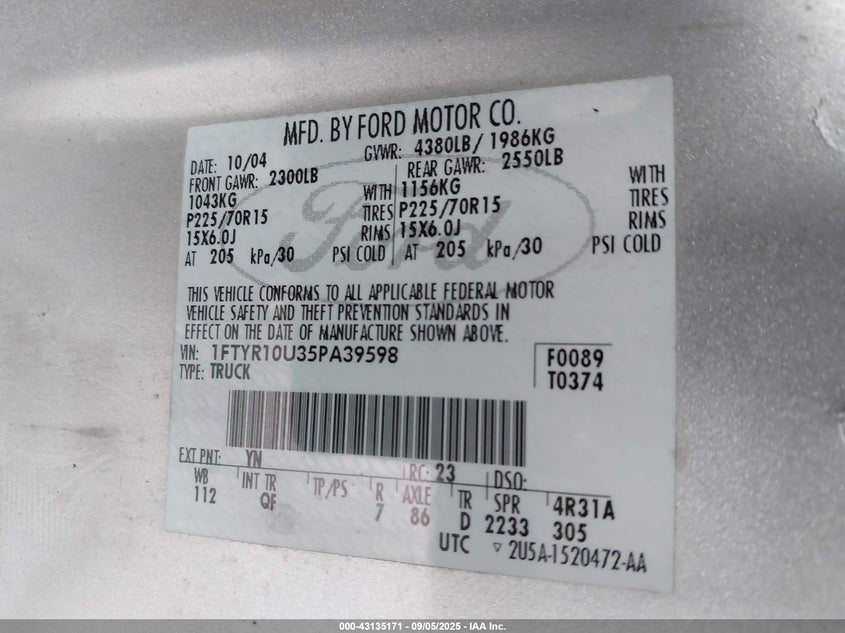 MFD. BY FORD MOTOR CO.
DATE: 10/04 GVWR: 4380LB/ 1986KG
FRONT GAWR: 2300LB REAR GAWR: 2550LB
1043KG WITH 1156KG WITH
P225/70R15 TIRES P225/70R15 TIRES
15X6.0J RIMS 15X6.0J RIMS
AT 205 kPa/30 PSI COLD AT 205 kPa/30 PSI COLD
Ford
THIS VEHICLE CONFORMS TO ALL APPLICABLE FEDERAL MOTOR
VEHICLE SAFETY AND THEFT PREVENTION STANDARDS IN
EFFECT ON THE DATE OF MANUFACTURE SHOWN ABOVE.
VIN: 1FTYR10U35PA39598 F0089
TYPE: TRUCK T0374
EXT PNT: YN RC: 23 DSO:
WB INT TR TP/PS R AXLE TR SPR 4R31A
112 QF 7 86 D 2233 305
UTC ▽ 2U5A-1520472-AA
000-43135171 - 09/05/2025 - IAA Inc.